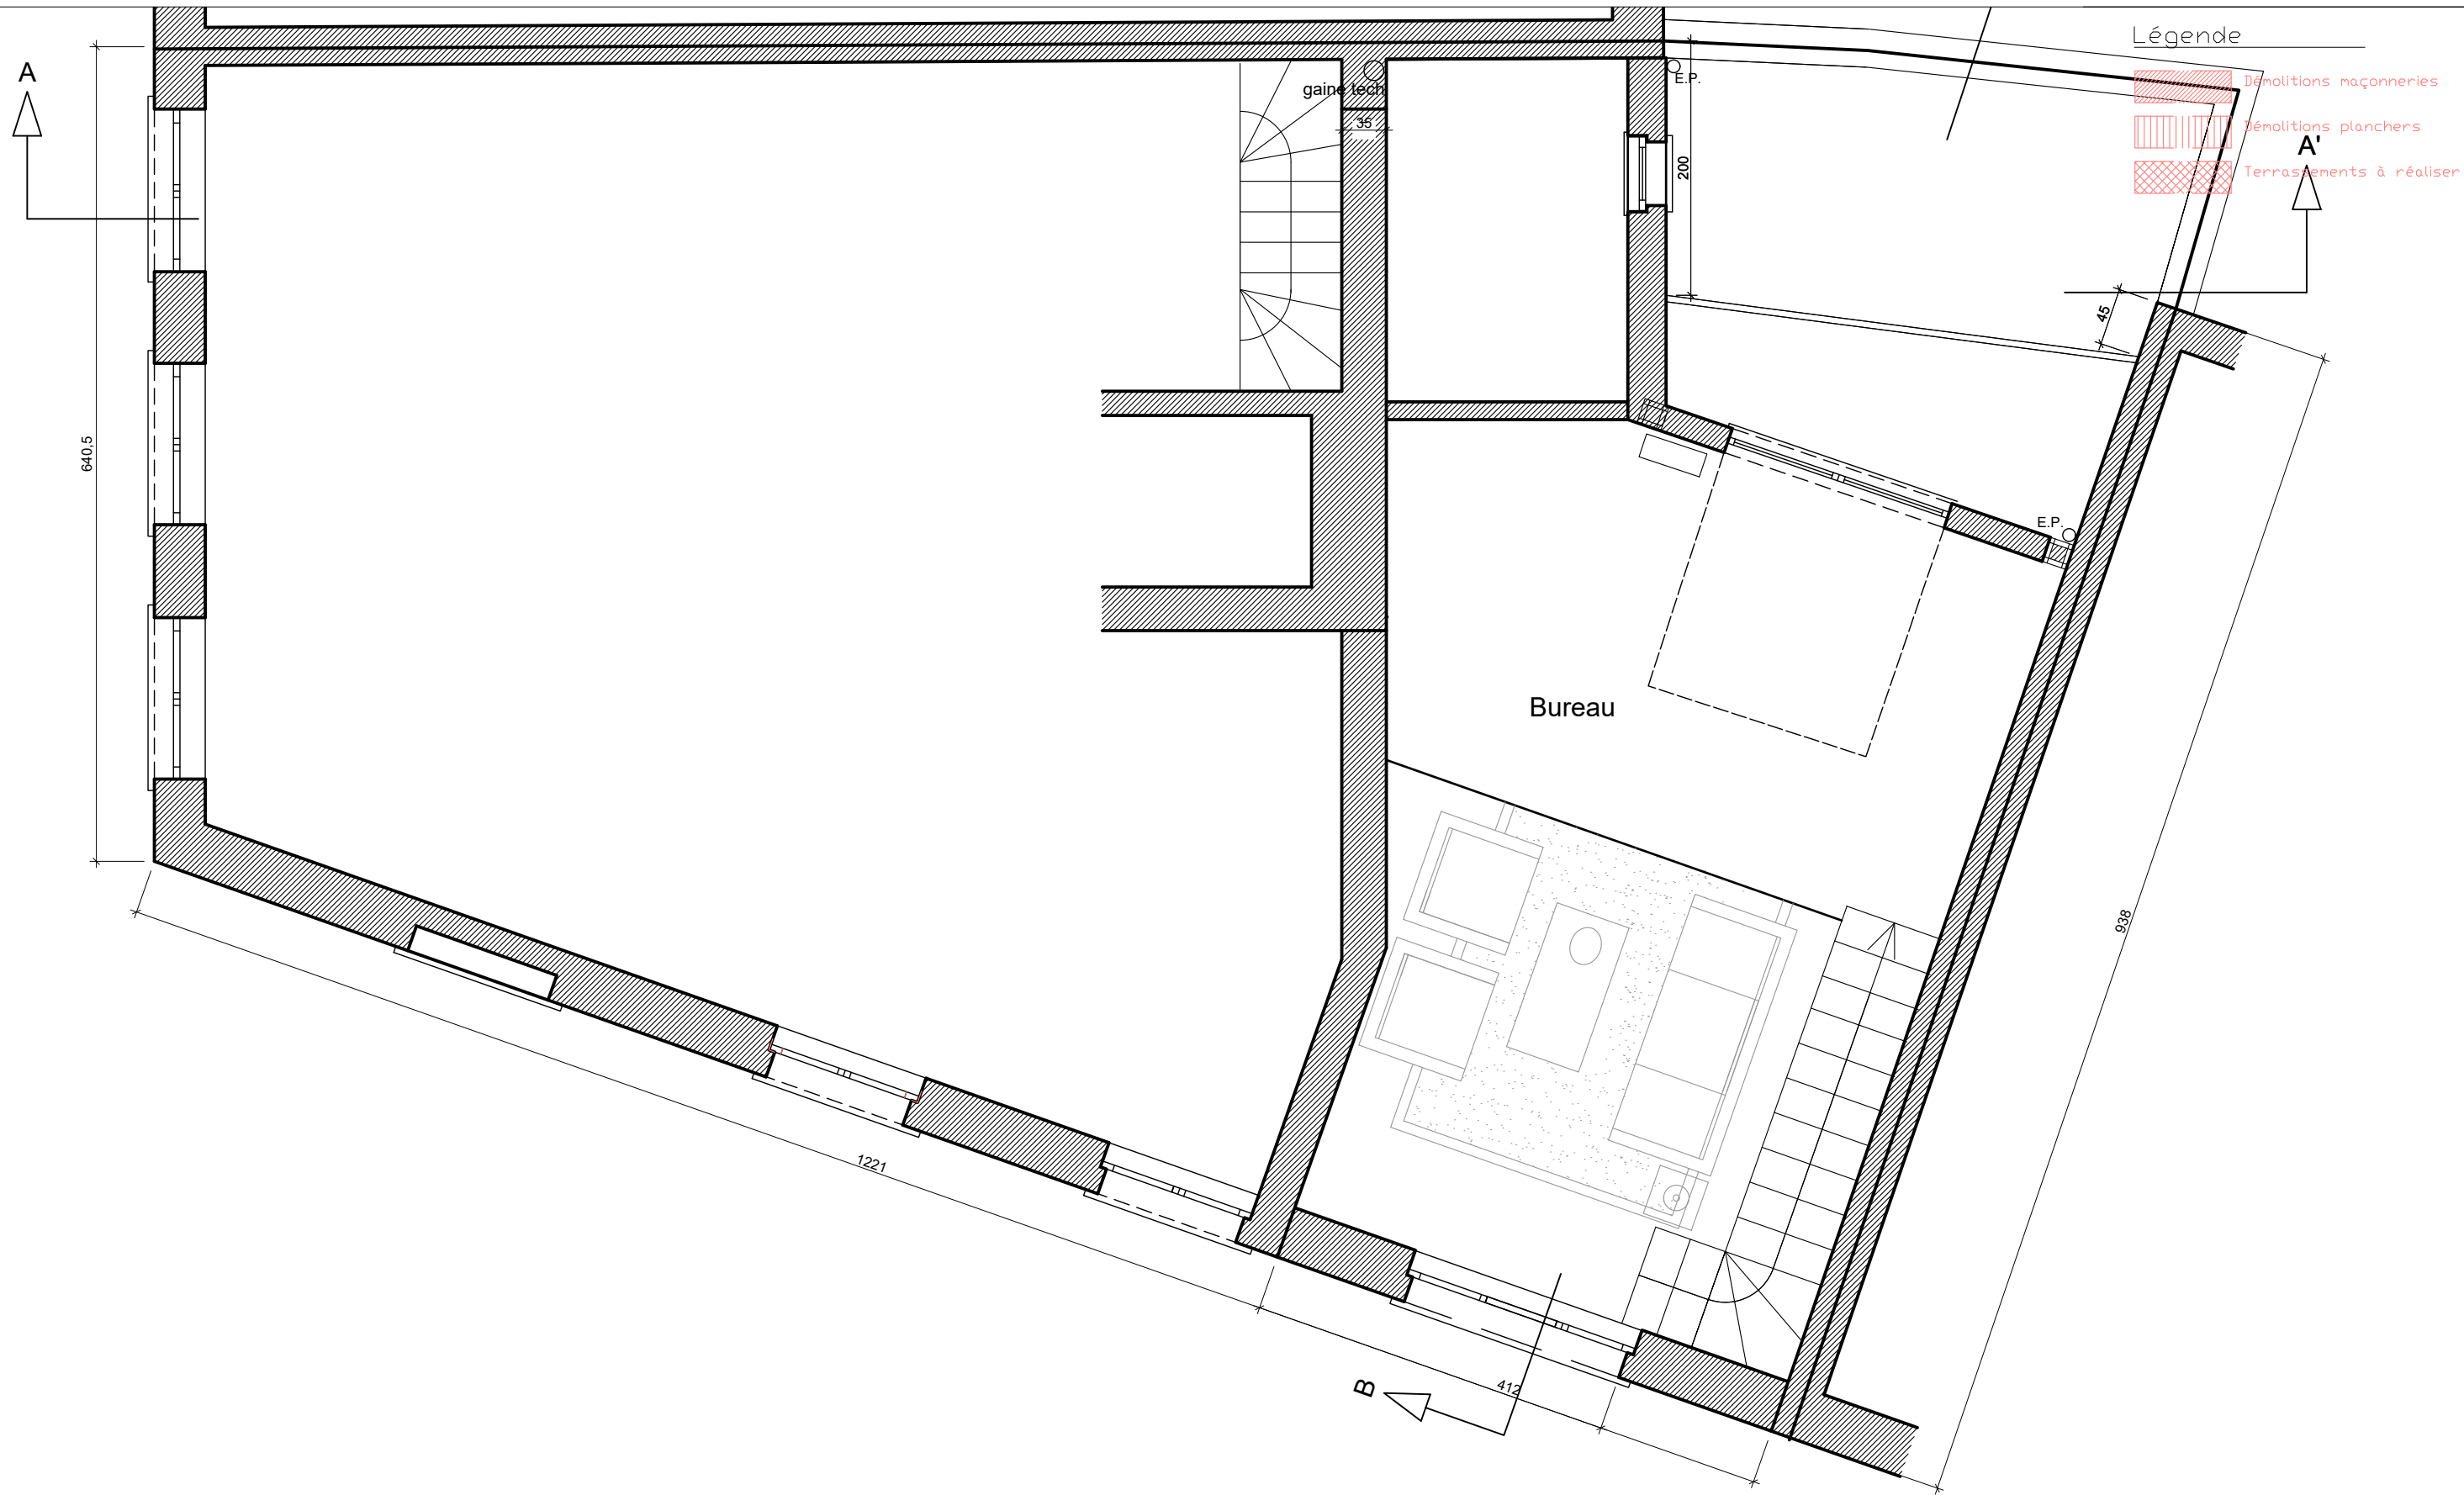 Légende
A
Démolitions maçonneries
gaine tech
E.P.
35
Démolitions planchers
A'
200
Terrassements à réaliser
45
640,5
E.P.
Bureau
938
1221
412
B